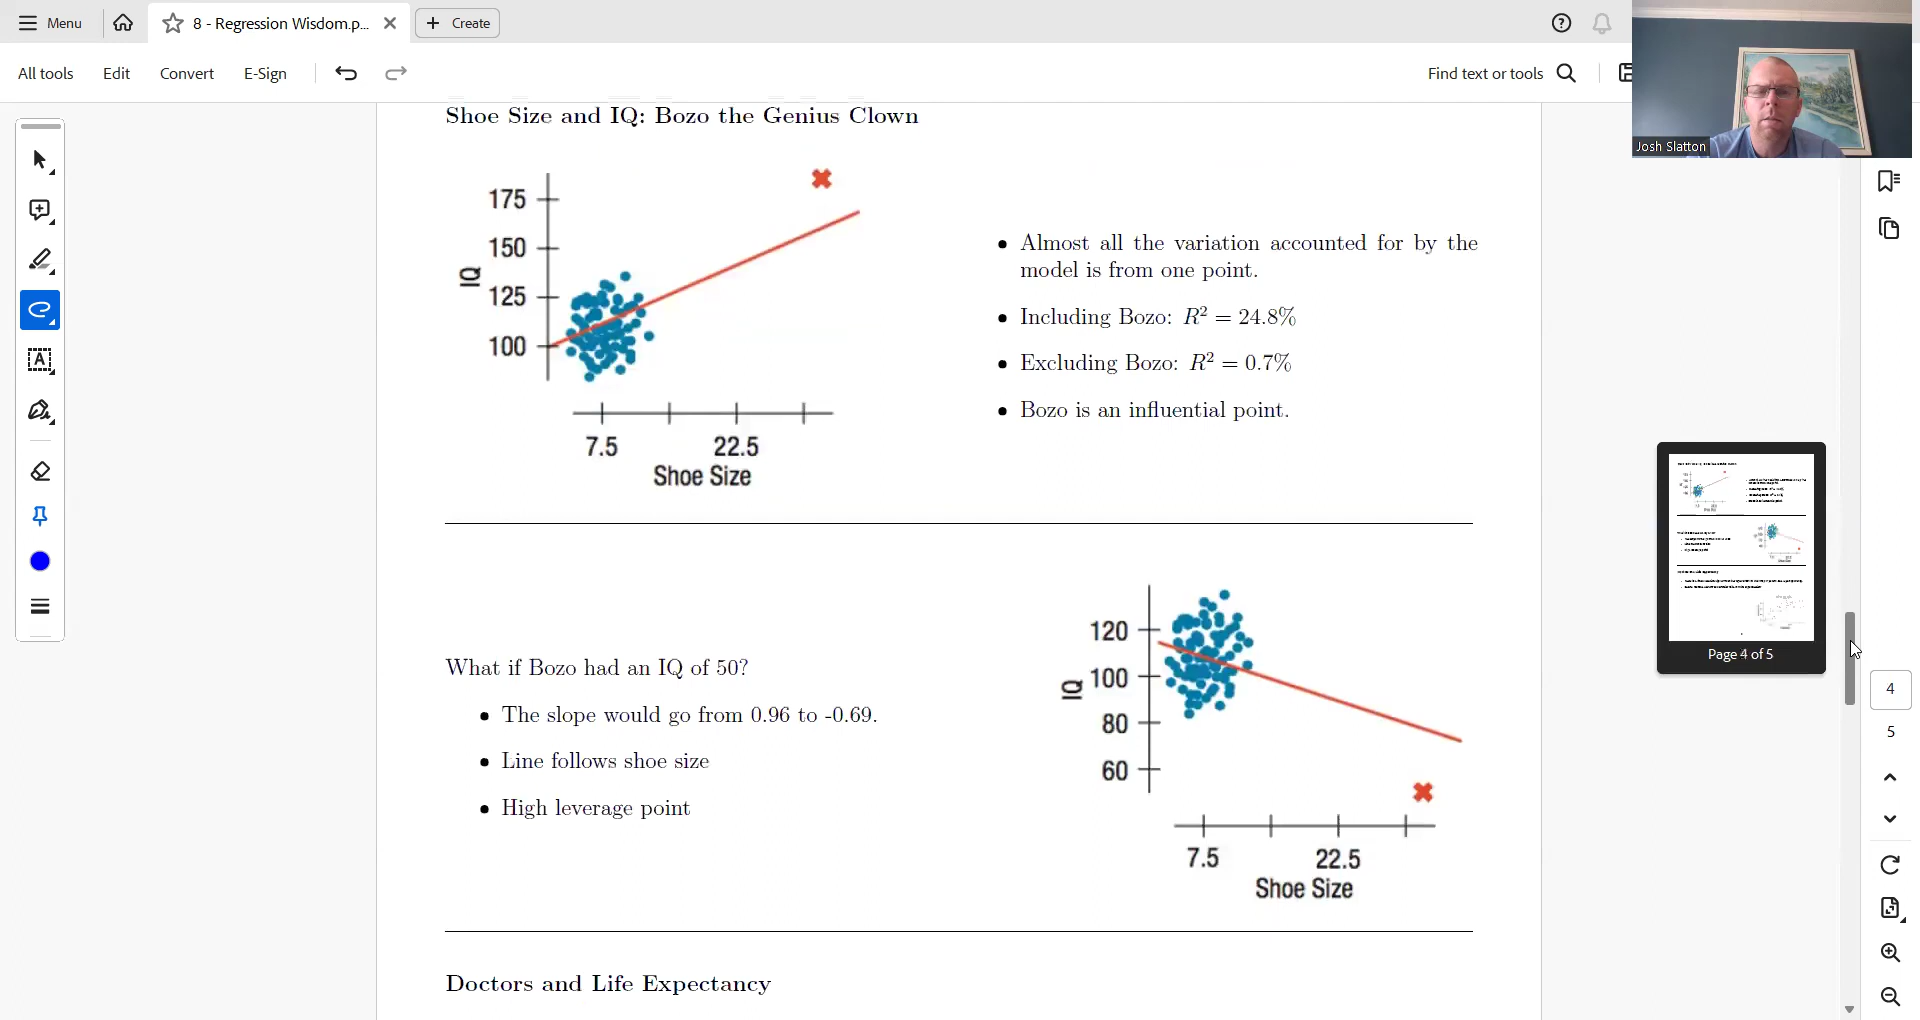 Menu
8 - Regression Wisdom.p...
Create
All tools
Edit
Convert
E-Sign
Find text or tools
Josh Slatton
Shoe Size and IQ: Bozo the Genius Clown
175
150
125
100
IQ
7.5
22.5
Shoe Size
• Almost all the variation accounted for by the
model is from one point.
• Including Bozo: R² = 24.8%
• Excluding Bozo: R² = 0.7%
• Bozo is an influential point.
What if Bozo had an IQ of 50?
• The slope would go from 0.96 to -0.69.
• Line follows shoe size
• High leverage point
120
100
80
60
IQ
7.5
22.5
Shoe Size
Doctors and Life Expectancy
Page 4 of 5
4
5